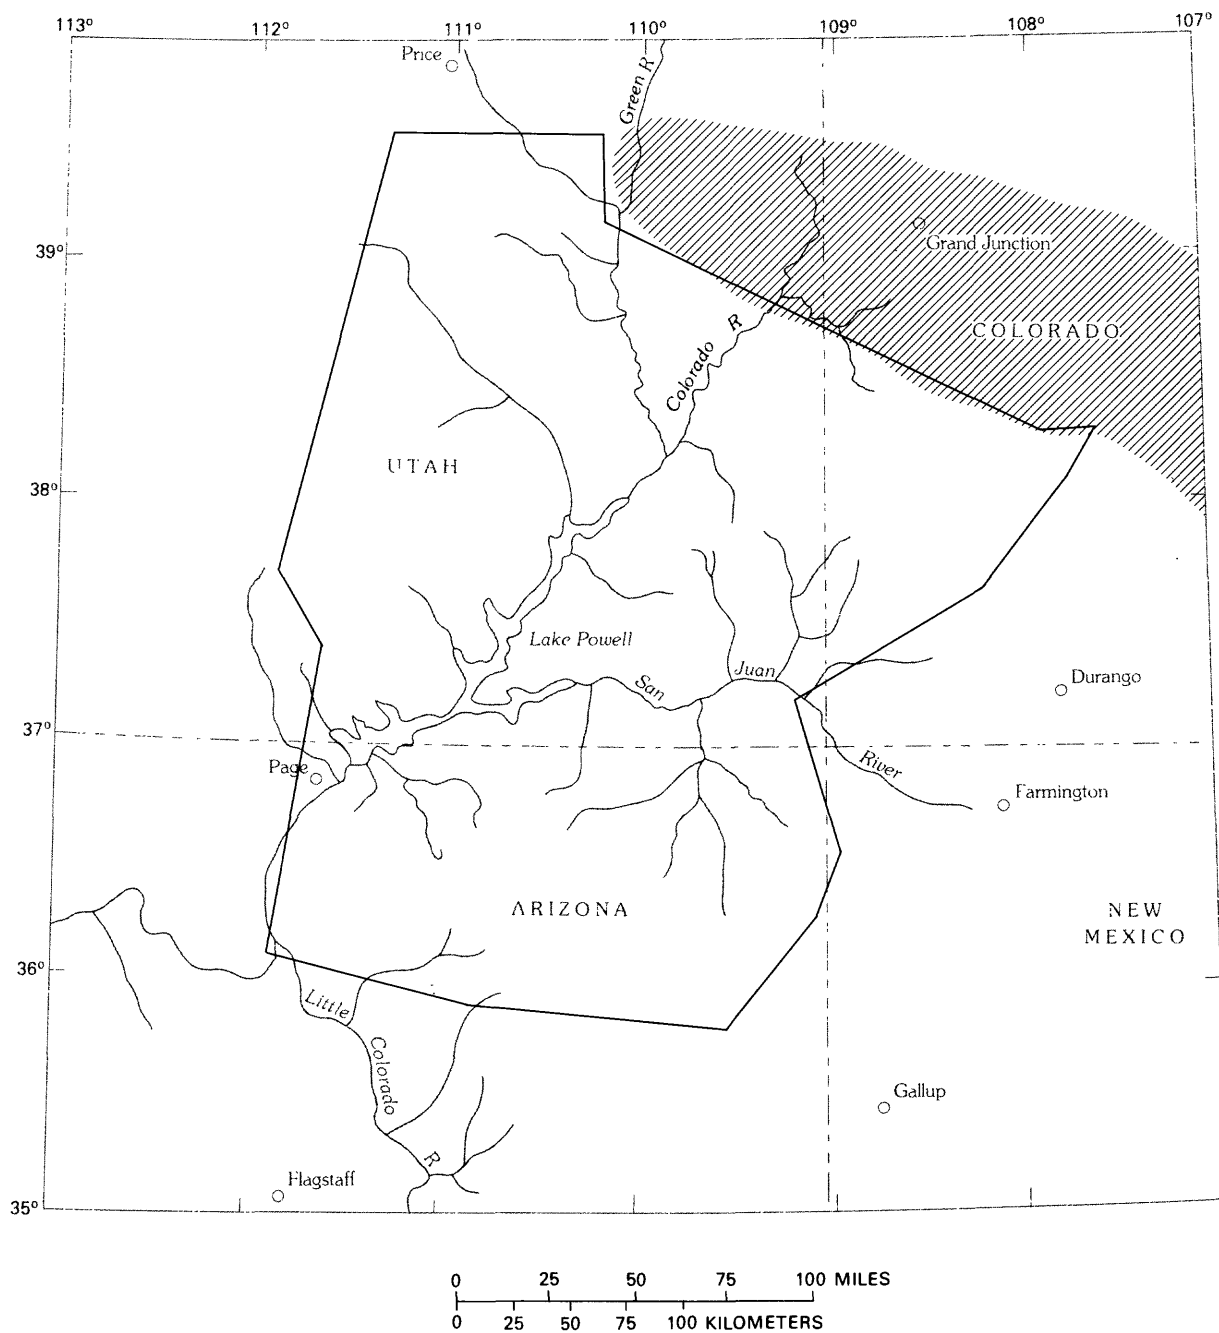 113° 112° 111° 110° 109° 108° 107°
Price
Green R
39°
Grand Junction
COLORADO
Colorado R
UTAH
38°
Lake Powell
San Juan River
Durango
37°
Page
Farmington
ARIZONA
NEW
MEXICO
36°
Little Colorado R
Gallup
Flagstaff
35°
0 25 50 75 100 MILES
0 25 50 75 100 KILOMETERS